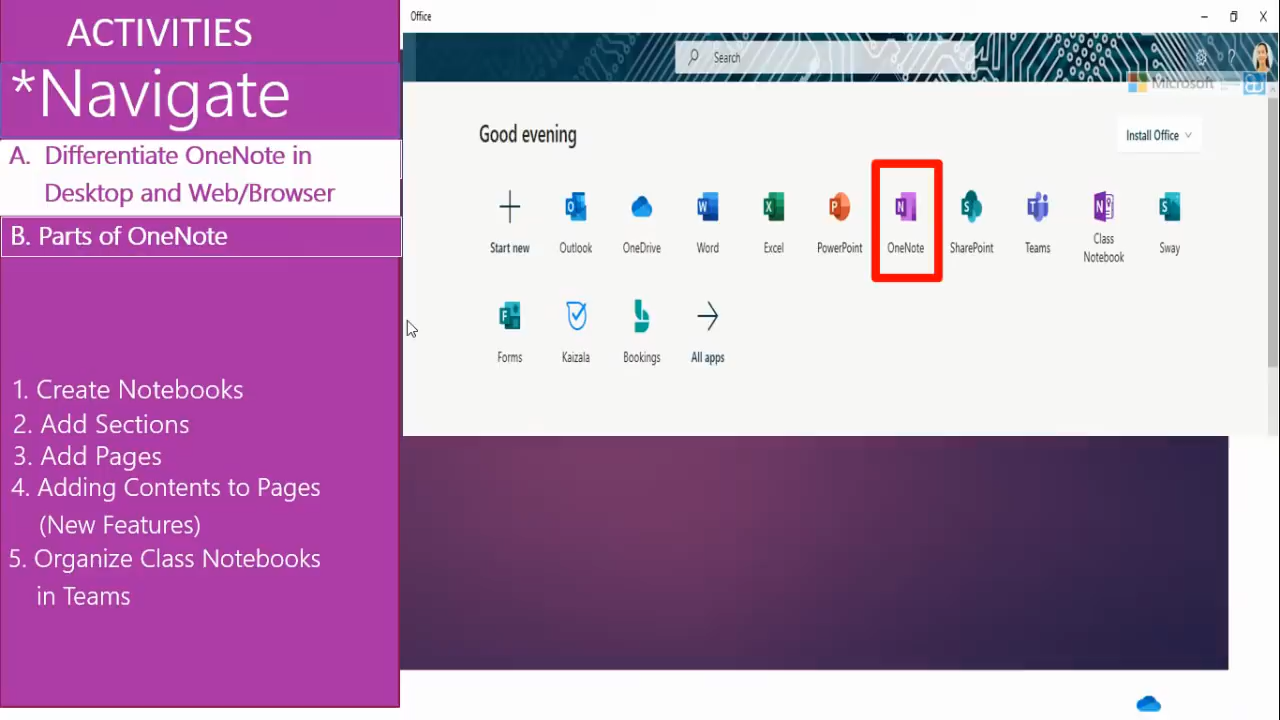 ACTIVITIES
*Navigate
A. Differentiate OneNote in
Desktop and Web/Browser
B. Parts of OneNote
1. Create Notebooks
2. Add Sections
3. Add Pages
4. Adding Contents to Pages
(New Features)
5. Organize Class Notebooks
in Teams
Office
Search
Microsoft
Good evening
Install Office
Start new
Outlook
OneDrive
Word
Excel
PowerPoint
OneNote
SharePoint
Teams
Class
Notebook
Sway
Forms
Kaizala
Bookings
All apps